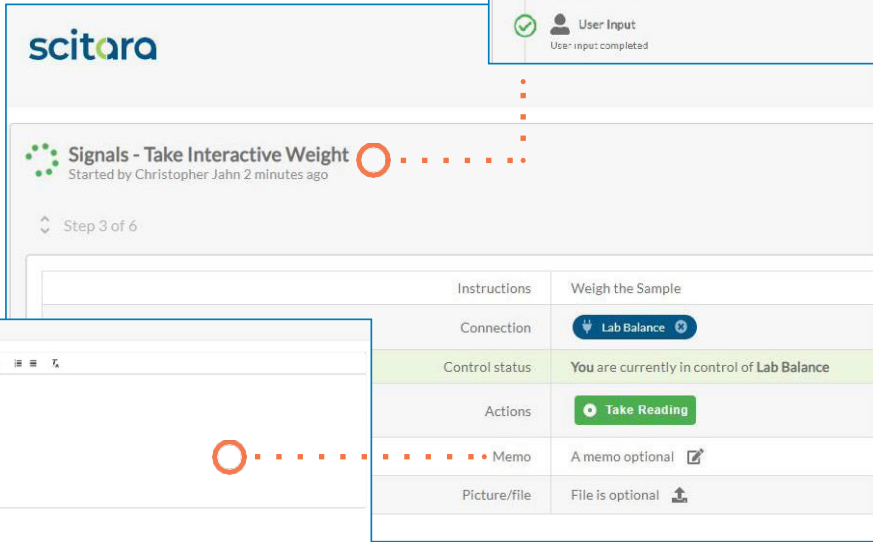 User Input
User input completed
scitara
Signals - Take Interactive Weight
Started by Christopher Jahn 2 minutes ago
Step 3 of 6
Instructions Weigh the Sample
Connection Lab Balance
Control status You are currently in control of Lab Balance
Actions Take Reading
Memo A memo optional
Picture/file File is optional